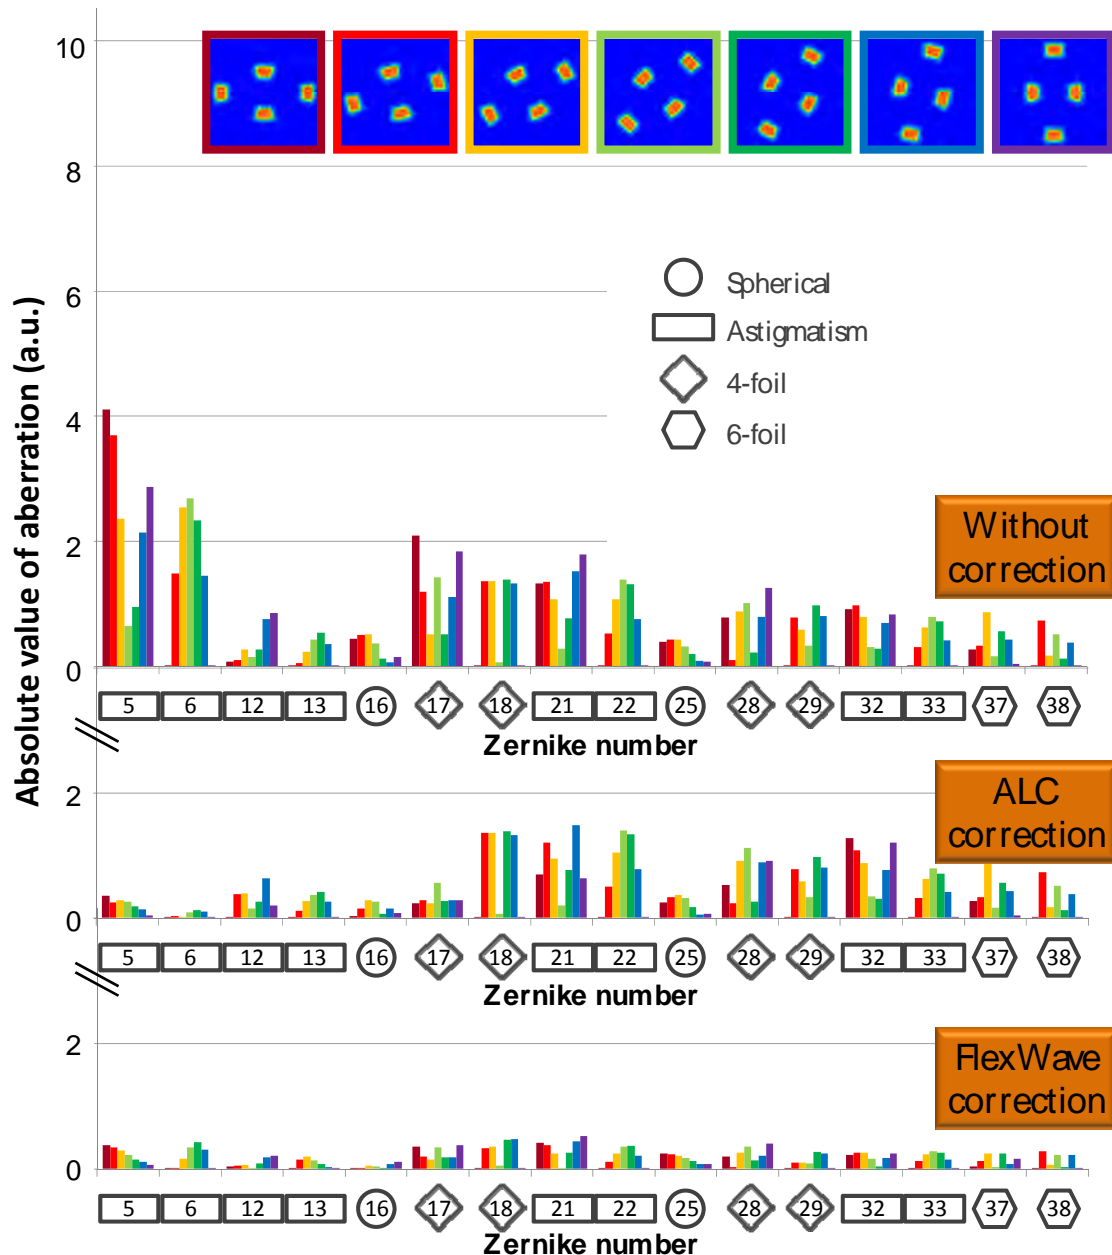 10
8
6
4
2
0
Absolute value of aberration (a.u.)
Spherical
Astigmatism
4-foil
6-foil
Without
correction
5 6 12 13 16 17 18 21 22 25 28 29 32 33 37 38
Zernike number
2
0
ALC
correction
5 6 12 13 16 17 18 21 22 25 28 29 32 33 37 38
Zernike number
2
0
FlexWave
correction
5 6 12 13 16 17 18 21 22 25 28 29 32 33 37 38
Zernike number